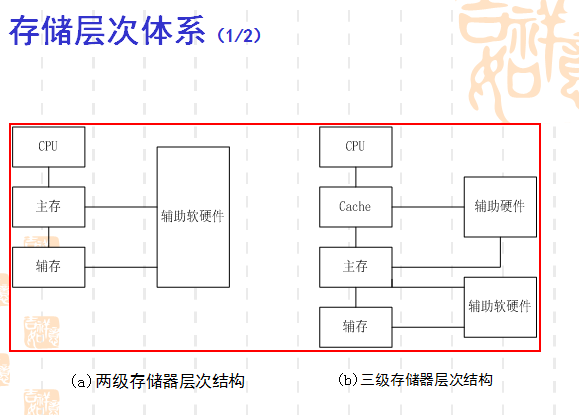 存储层次体系（1/2）
CPU
主存
辅存
辅助软硬件
CPU
Cache
主存
辅存
辅助硬件
辅助软硬件
(a)两级存储器层次结构
(b)三级存储器层次结构